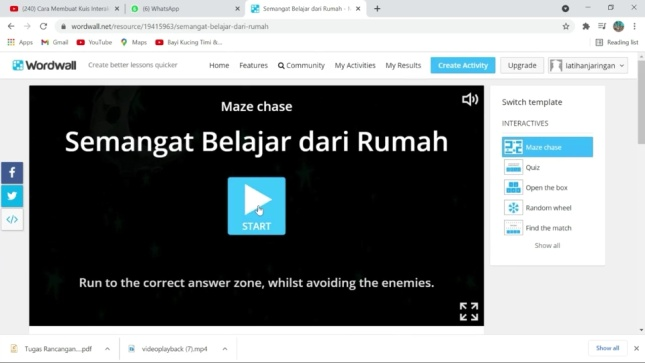 (240) Cara Membuat Kuis Interak
(6) WhatsApp
Semangat Belajar dari Rumah -
wordwall.net/resource/19415963/semangat-belajar-dari-rumah
Apps
Gmail
YouTube
Maps
Bayi Kucing Timi &...
Reading list
Wordwall
Create better lessons quicker
Home
Features
Community
My Activities
My Results
Create Activity
Upgrade
latihanjaringan
Maze chase
Semangat Belajar dari Rumah
START
Run to the correct answer zone, whilst avoiding the enemies.
Switch template
INTERACTIVES
Maze chase
Quiz
Open the box
Random wheel
Find the match
Show all
Tugas Rancangan....pdf
videoplayback (7).mp4
Show all